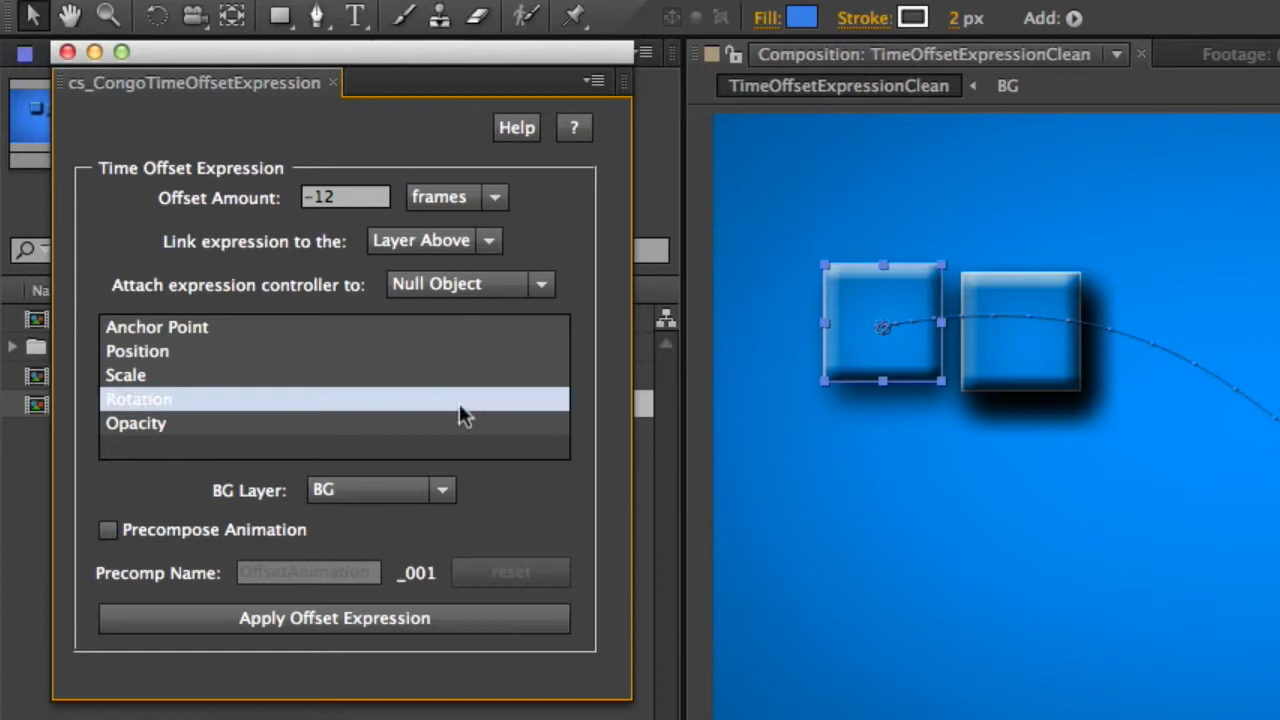 Fill: Stroke: 2 px Add:
cs_CongoTimeOffsetExpression
Composition: TimeOffsetExpressionClean
Footage:
TimeOffsetExpressionClean
BG
Help
?
Time Offset Expression
Offset Amount: -12 frames
Link expression to the: Layer Above
Attach expression controller to: Null Object
Na
Anchor Point
Position
Scale
Rotation
Opacity
BG Layer: BG
Precompose Animation
Precomp Name: OffsetAnimation _001 reset
Apply Offset Expression